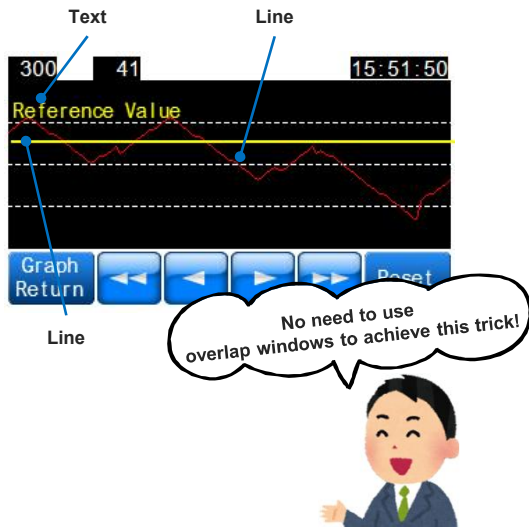 Text
Line
300
41
15:51:50
Reference Value
Graph
Return
Reset
Line
No need to use
overlap windows to achieve this trick!